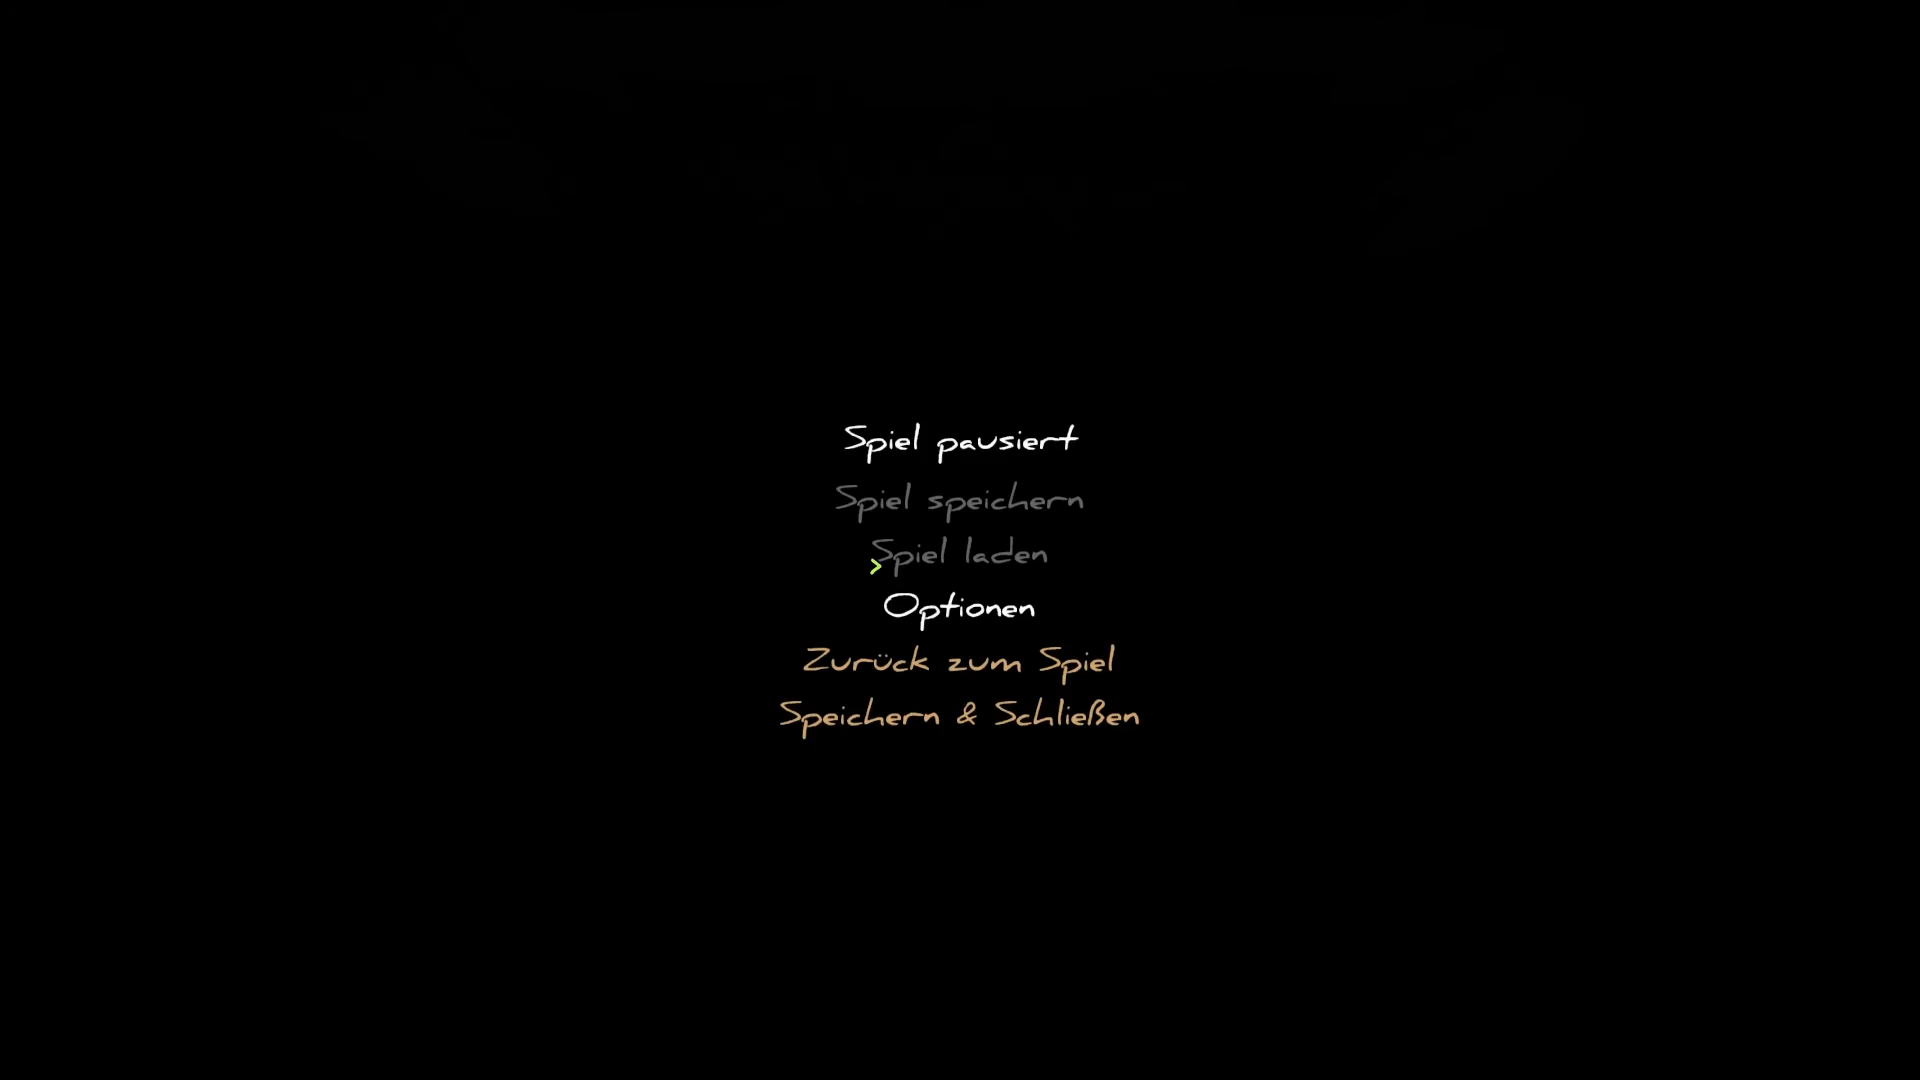 Spiel pausiert
Spiel speichern
Spiel laden
Optionen
Zurück zum Spiel
Speichern & Schließen